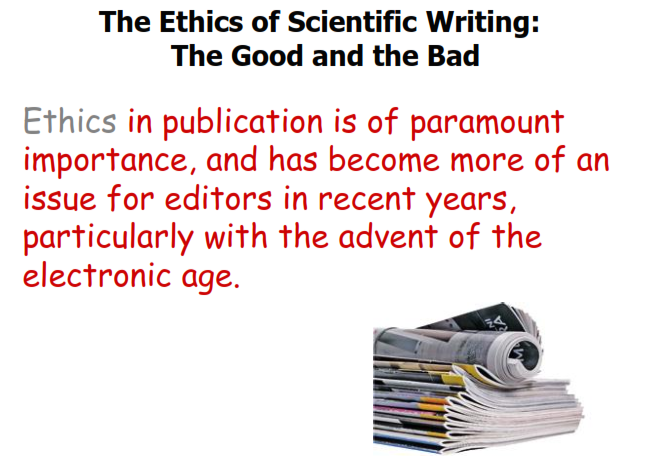 The Ethics of Scientific Writing:
The Good and the Bad
Ethics in publication is of paramount
importance, and has become more of an
issue for editors in recent years,
particularly with the advent of the
electronic age.